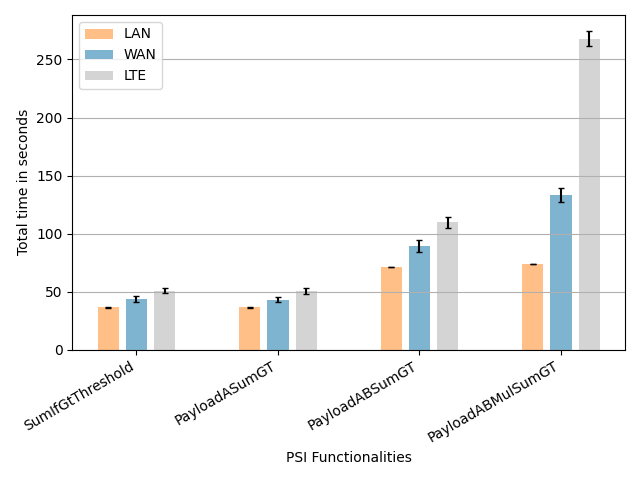 LAN
WAN
LTE
250
200
150
100
50
0
Total time in seconds
SumIfGtThreshold
PayloadASumGT
PayloadABSumGT
PayloadABMulSumGT
PSI Functionalities